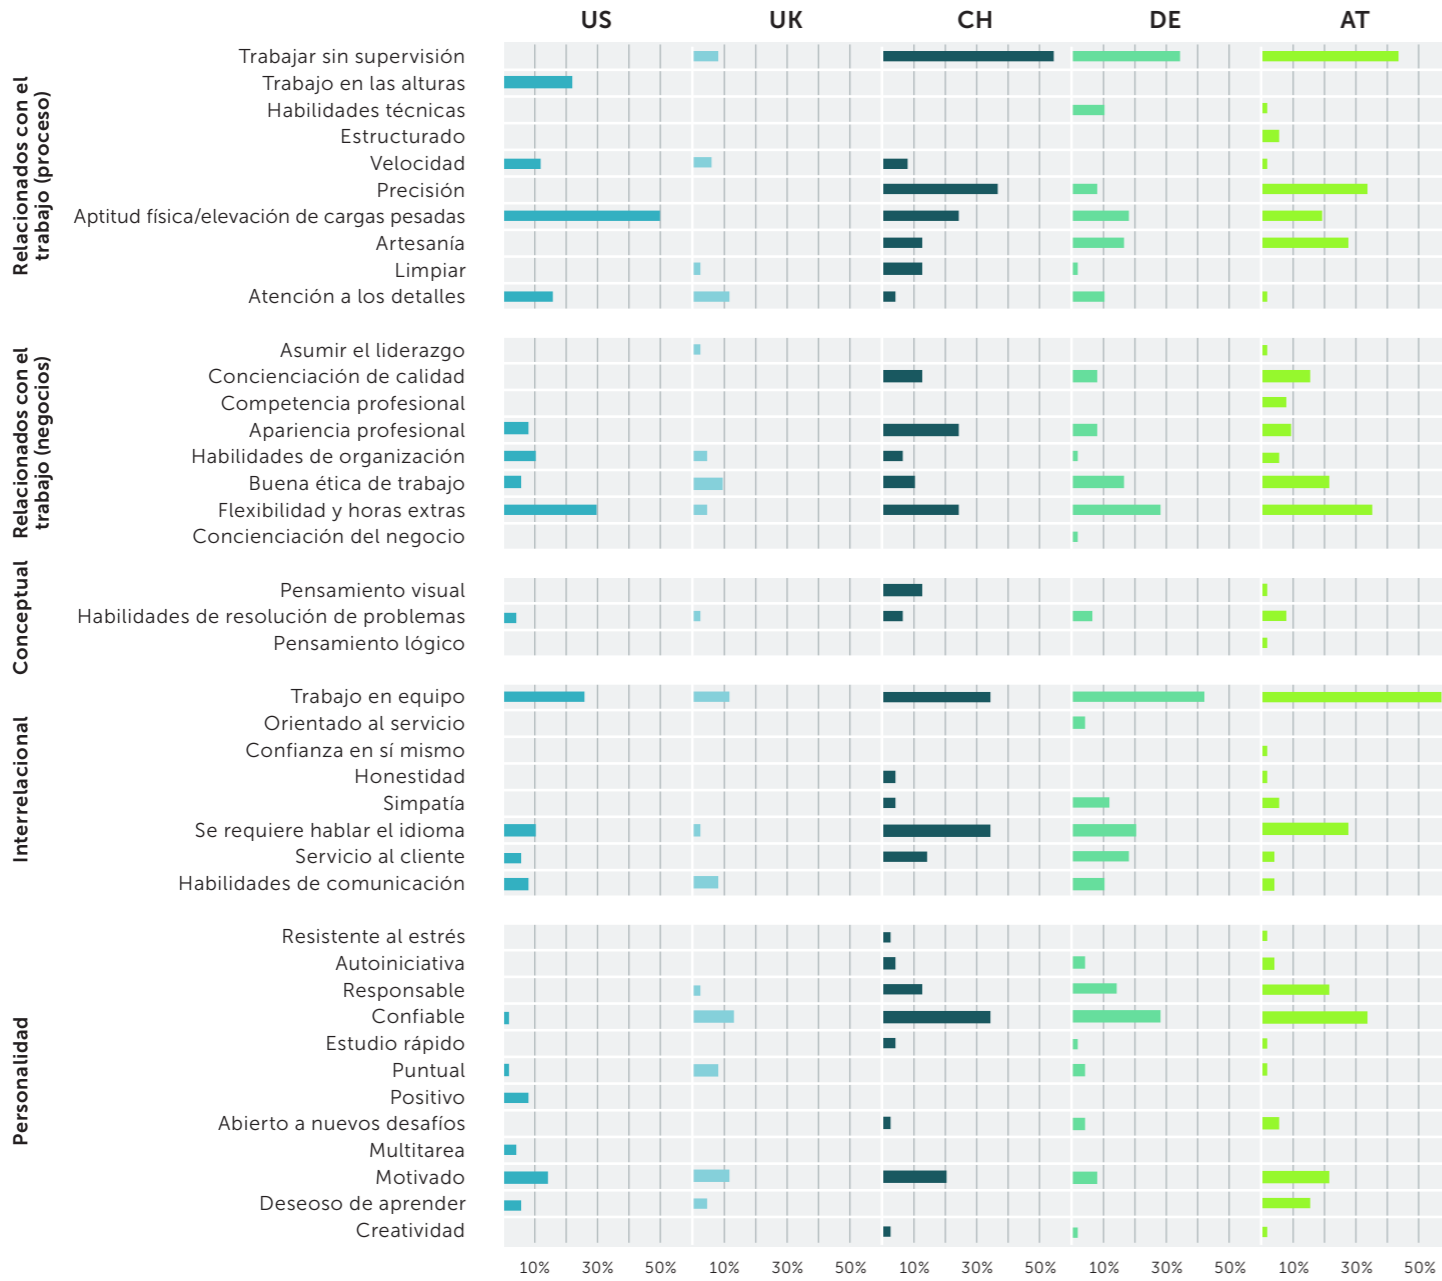 US UK CH DE AT
Relacionados con el
trabajo (proceso)
Trabajar sin supervisión
Trabajo en las alturas
Habilidades técnicas
Estructurado
Velocidad
Precisión
Aptitud física/elevación de cargas pesadas
Artesanía
Limpiar
Atención a los detalles
Relacionados con el
trabajo (negocios)
Asumir el liderazgo
Concienciación de calidad
Competencia profesional
Apariencia profesional
Habilidades de organización
Buena ética de trabajo
Flexibilidad y horas extras
Concienciación del negocio
Conceptual
Pensamiento visual
Habilidades de resolución de problemas
Pensamiento lógico
Interrelacional
Trabajo en equipo
Orientado al servicio
Confianza en sí mismo
Honestidad
Simpatía
Se requiere hablar el idioma
Servicio al cliente
Habilidades de comunicación
Personalidad
Resistente al estrés
Autoiniciativa
Responsable
Confiable
Estudio rápido
Puntual
Positivo
Abierto a nuevos desafíos
Multitarea
Motivado
Deseoso de aprender
Creatividad
10% 30% 50% 10% 30% 50% 10% 30% 50% 10% 30% 50% 10% 30% 50%